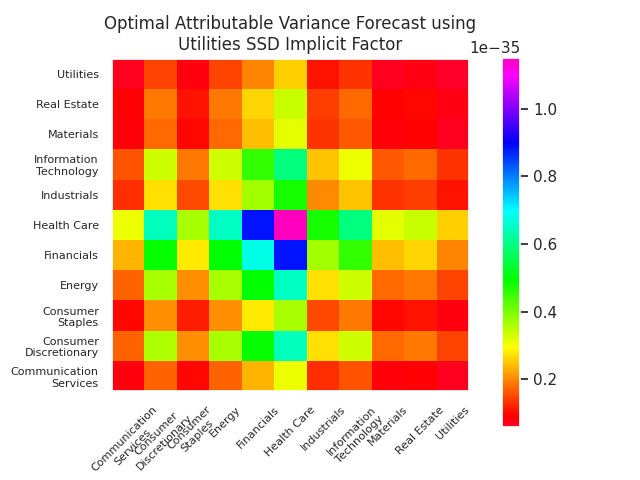 Optimal Attributable Variance Forecast using
Utilities SSD Implicit Factor
1e−35
Utilities
Real Estate
Materials
Information
Technology
Industrials
Health Care
Financials
Energy
Consumer
Staples
Consumer
Discretionary
Communication
Services
1.0
0.8
0.6
0.4
0.2
Communication
Services
Consumer
Discretionary
Consumer
Staples
Energy
Financials
Health Care
Industrials
Information
Technology
Materials
Real Estate
Utilities